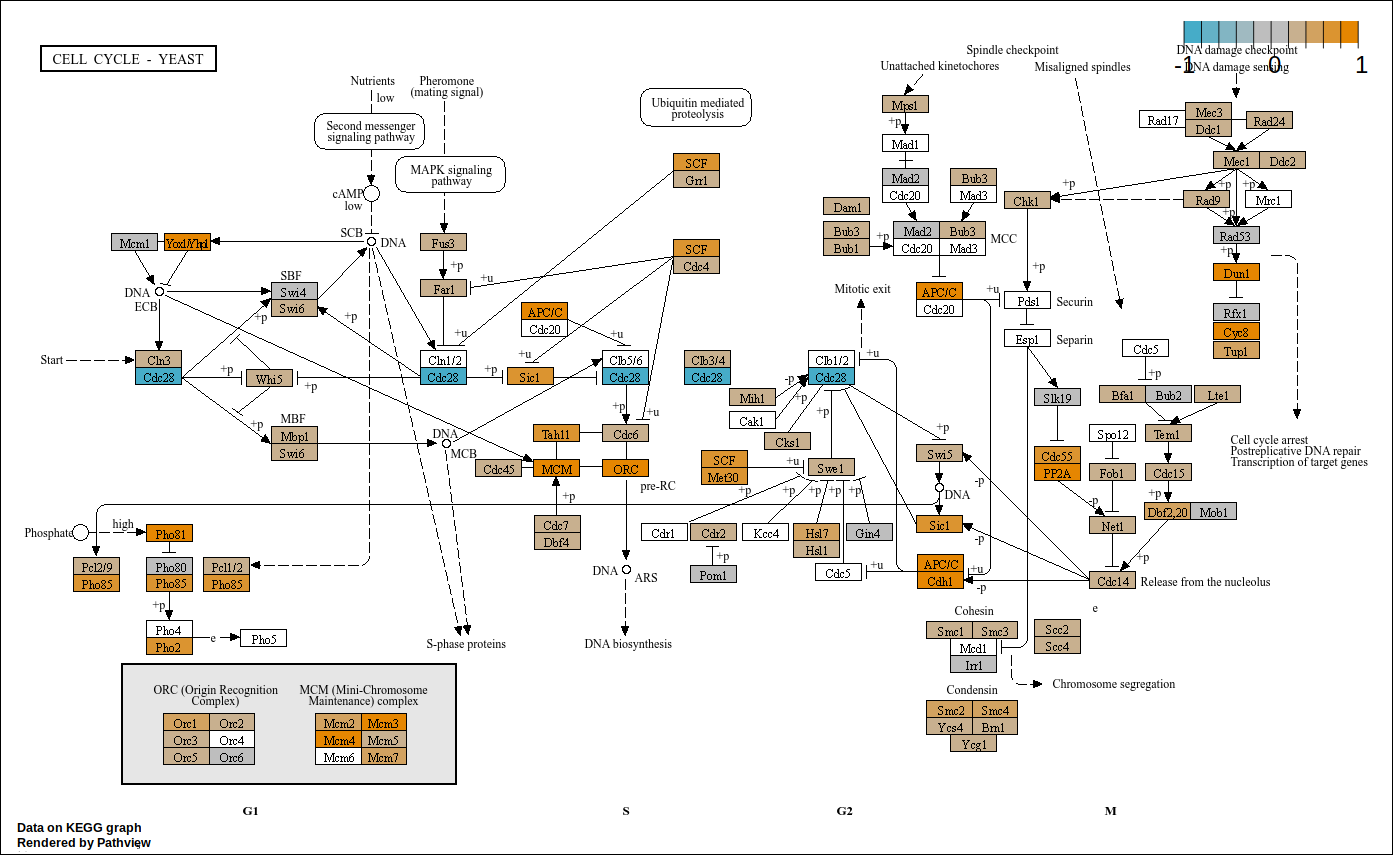 CELL CYCLE - YEAST
Nutrients
low
Pheromone
(mating signal)
Second messenger
signaling pathway
MAPK signaling
pathway
Ubiquitin mediated
proteolysis
cAMP
low
SCB
DNA
Spindle checkpoint
Unattached kinetochores
Misaligned spindles
DNA damage checkpoint
DNA damage sensing
-1 0 1
Mps1
+p
Mad1
Mad2
Cdc20
Bub3
Mad3
Dam1
Bub3
Bub1
+p
Mad2 Bub3
Cdc20 Mad3
MCC
Rad17
Mec3
Ddc1
Rad24
Mec1 Ddc2
+p
+p +p
Chk1
Rad9
Mrc1
+p
Rad53
+p
Dun1
Rfx1
Cyc8
Tup1
SCF
Grr1
SCF
Cdc4
Mcm1
Yox1/Yhp1
Fus3
+p
Far1
+u
+u
DNA
ECB
SBF
Swi4
Swi6
+p
+p
APC/C
Cdc20
+u
+u
Mitotic exit
APC/C
Cdc20
+u
+p
Pds1
Securin
Esp1
Separin
Start
Cln3
Cdc28
+p
Whi5
+p
Cln1/2
Cdc28
+p
Sic1
Clb5/6
Cdc28
Clb3/4
Cdc28
Clb1/2
Cdc28
+u
-p
+p
Mih1
Cak1
Cks1
Cdc5
+p
Slk19
Bfa1 Bub2
Lte1
+p
MBF
Mbp1
Swi6
DNA
MCB
+p
+u
Tah11
Cdc6
Cdc45
MCM
ORC
pre-RC
+p
Cdc7
Dbf4
SCF
Met30
+u
Swe1
+p
Swi5
-p
DNA
Spo12
Tem1
Cdc55
PP2A
Fob1
Cdc15
-p
+p
Cell cycle arrest
Postreplicative DNA repair
Transcription of target genes
+p +p +p +p
Cdr1
Cdr2
Kcc4
Hsl7
Hsl1
Gin4
Sic1
-p
Net1
Dbf2,20 Mob1
+p
Phosphate
high
Pho81
Pcl2/9
Pho85
Pho80
Pho85
Pcl1/2
Pho85
+p
Pho4
Pho2
e
Pho5
DNA
ARS
Pom1
+p
Cdc5
+u
APC/C
Cdh1
+u
-p
Cdc14
Release from the nucleolus
e
S-phase proteins
DNA biosynthesis
Cohesin
Smc1 Smc3
Mcd1
Irr1
Scc2
Scc4
Chromosome segregation
Condensin
Smc2 Smc4
Ycs4 Brn1
Ycg1
ORC (Origin Recognition
Complex)
MCM (Mini-Chromosome
Maintenance) complex
Orc1 Orc2
Orc3 Orc4
Orc5 Orc6
Mcm2 Mcm3
Mcm4 Mcm5
Mcm6 Mcm7
G1 S G2 M
Data on KEGG graph
Rendered by Pathview